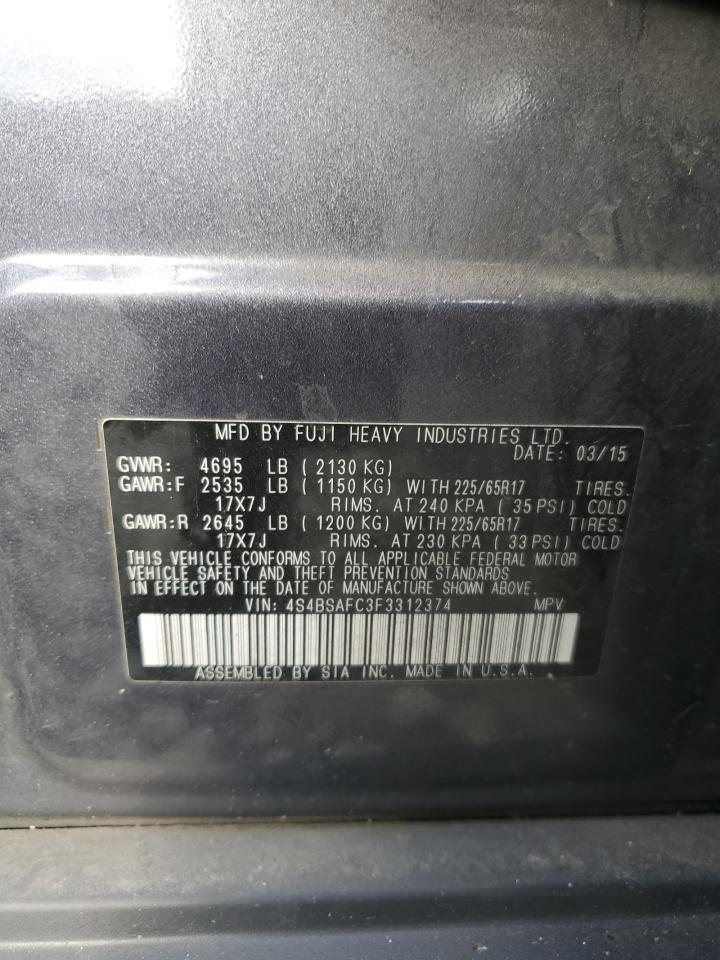 MFD BY FUJI HEAVY INDUSTRIES LTD.
DATE: 03/15
GVWR: 4695 LB ( 2130 KG)
GAWR:F 2535 LB ( 1150 KG) WITH 225/65R17 TIRES.
17X7J RIMS. AT 240 KPA ( 35 PSI) COLD
GAWR:R 2645 LB ( 1200 KG) WITH 225/65R17 TIRES.
17X7J RIMS. AT 230 KPA ( 33 PSI) COLD
THIS VEHICLE CONFORMS TO ALL APPLICABLE FEDERAL MOTOR
VEHICLE SAFETY AND THEFT PREVENTION STANDARDS
IN EFFECT ON THE DATE OF MANUFACTURE SHOWN ABOVE.
VIN: 4S4BSAFC3F3312374 MPV
ASSEMBLED BY SIA INC. MADE IN U.S.A.